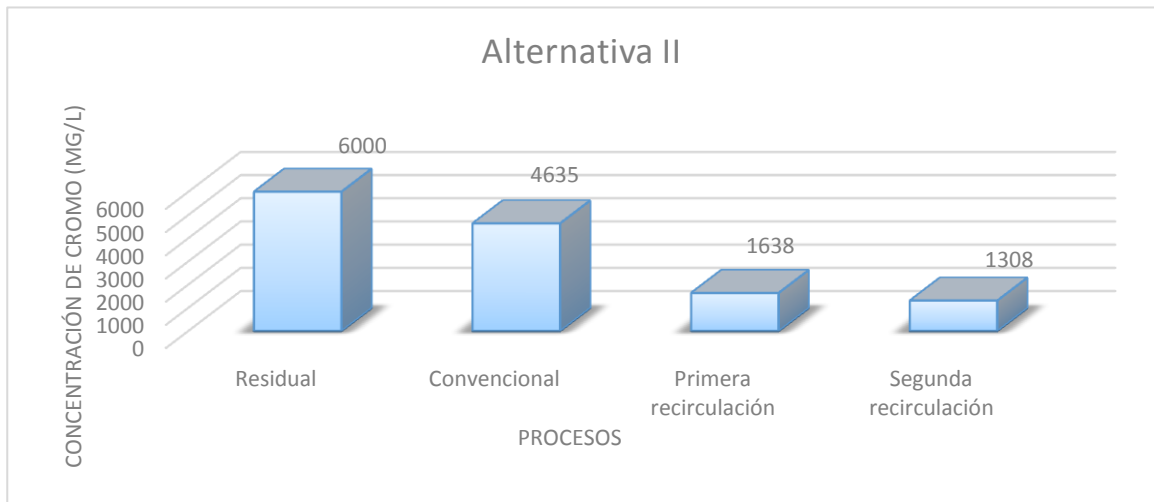 Alternativa II
CONCENTRACIÓN DE CROMO (MG/L)
6000
5000
4000
3000
2000
1000
0
6000
4635
1638
1308
Residual
Convencional
Primera
recirculación
Segunda
recirculación
PROCESOS